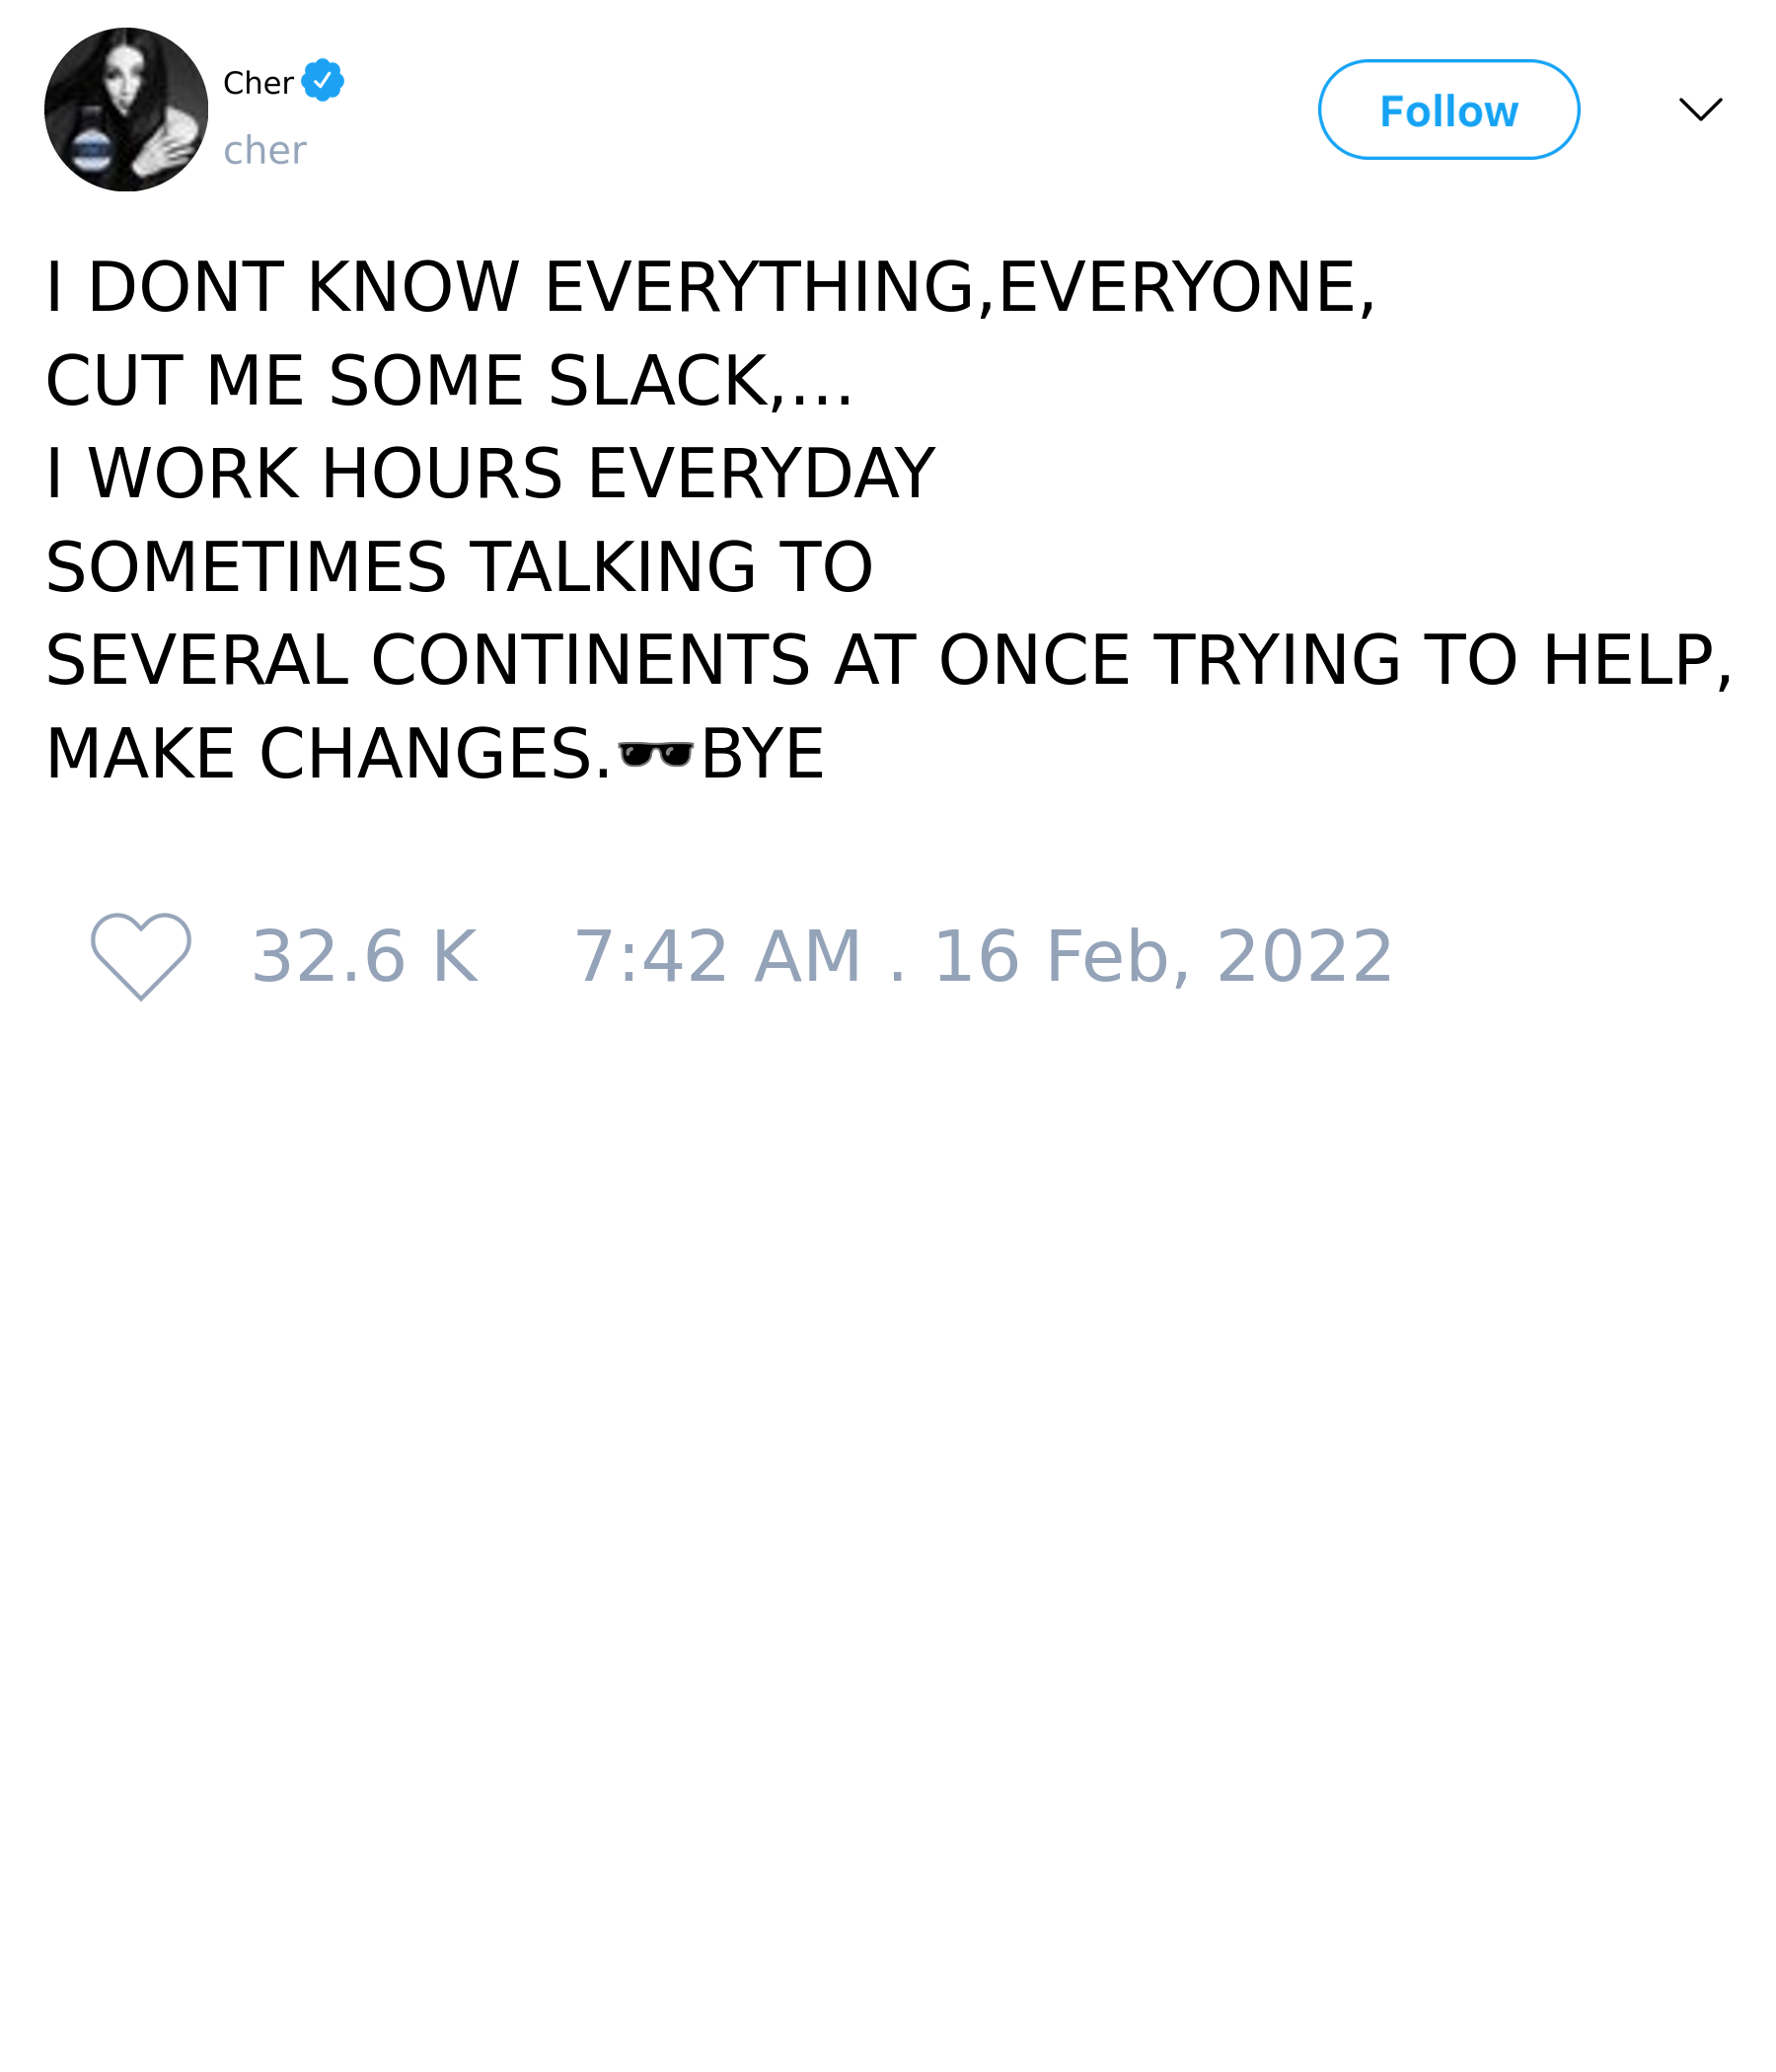 Cher
cher
Follow
I DONT KNOW EVERYTHING,EVERYONE,
CUT ME SOME SLACK,...
I WORK HOURS EVERYDAY
SOMETIMES TALKING TO
SEVERAL CONTINENTS AT ONCE TRYING TO HELP,
MAKE CHANGES.🕶️BYE
32.6 K 7:42 AM . 16 Feb, 2022